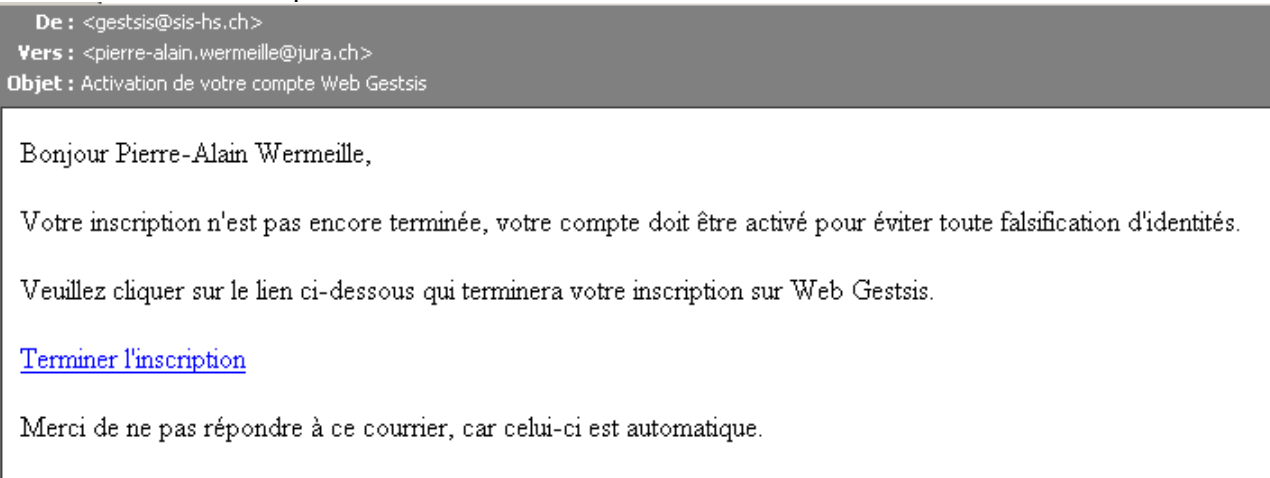 De : <gestsis@sis-hs.ch>
Vers : <pierre-alain.wermeille@jura.ch>
Objet : Activation de votre compte Web Gestsis
Bonjour Pierre-Alain Wermeille,
Votre inscription n'est pas encore terminée, votre compte doit être activé pour éviter toute falsification d'identités.
Veuillez cliquer sur le lien ci-dessous qui terminera votre inscription sur Web Gestsis.
Terminer l'inscription
Merci de ne pas répondre à ce courrier, car celui-ci est automatique.